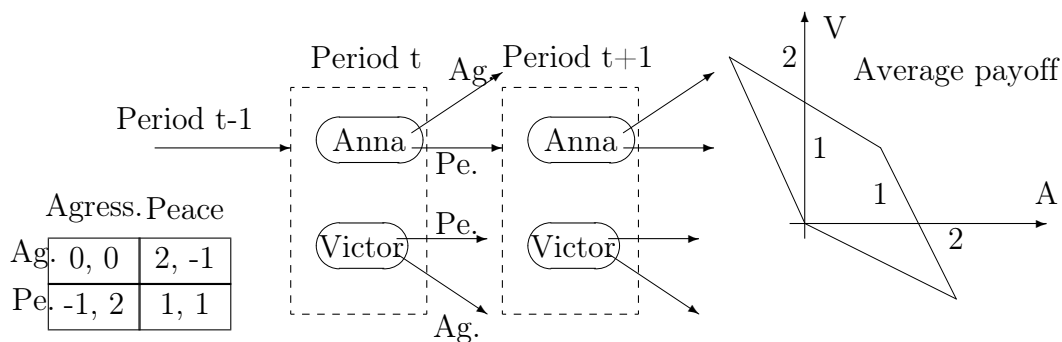 Period t-1
Period t
Ag.
Period t+1
Anna
Anna
Pe.
Pe.
Victor
Victor
Ag.
Agress. Peace
Ag. 0, 0 2, -1
Pe. -1, 2 1, 1
V
2
Average payoff
1
1
A
2